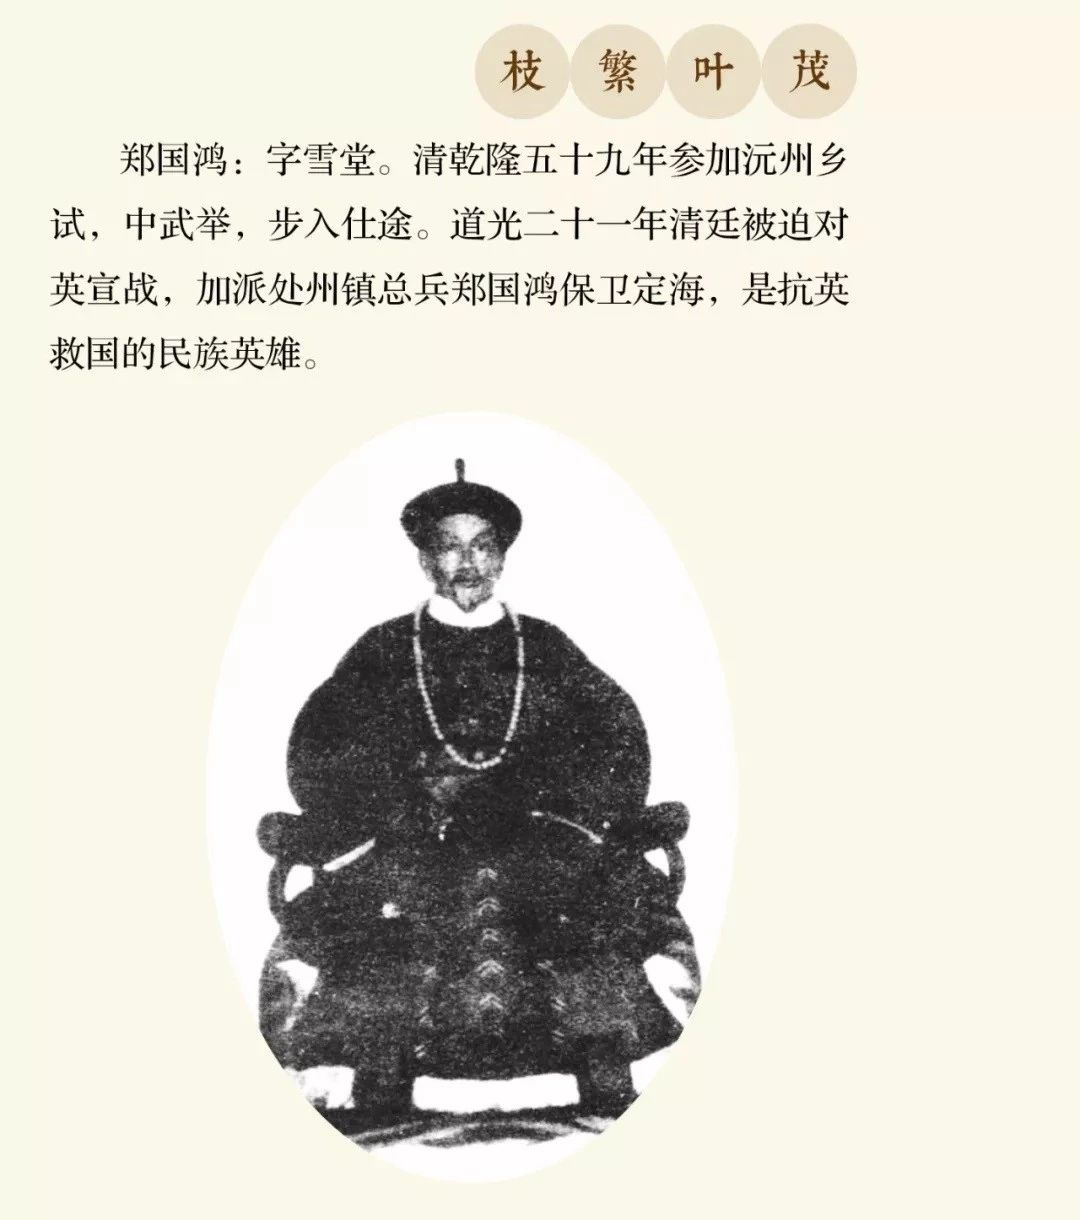 枝繁叶茂
郑国鸿：字雪堂。清乾隆五十九年参加沅州乡
试，中武举，步入仕途。道光二十一年清廷被迫对
英宣战，加派处州镇总兵郑国鸿保卫定海，是抗英
救国的民族英雄。